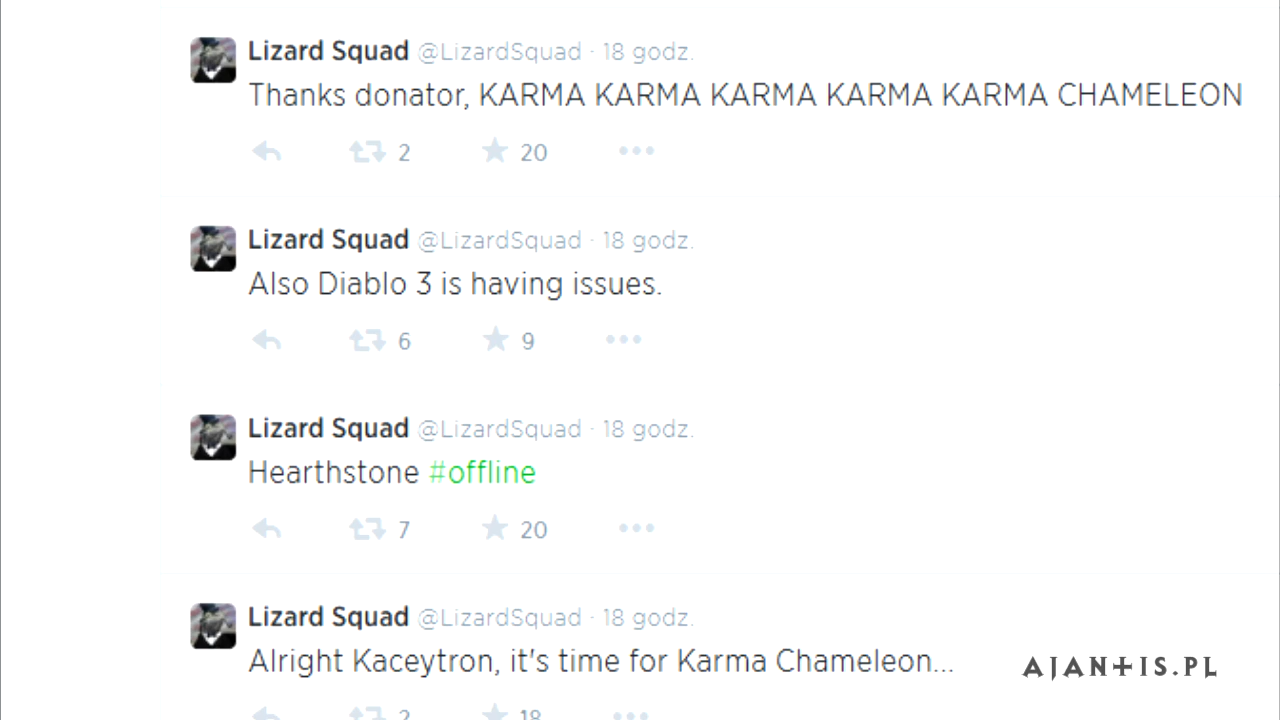 Lizard Squad @LizardSquad · 18 godz.
Thanks donator, KARMA KARMA KARMA KARMA KARMA CHAMELEON
2 20
Lizard Squad @LizardSquad · 18 godz.
Also Diablo 3 is having issues.
6 9
Lizard Squad @LizardSquad · 18 godz.
Hearthstone #offline
7 20
Lizard Squad @LizardSquad · 18 godz.
Alright Kaceytron, it's time for Karma Chameleon...
AJANTIS.PL
2 18